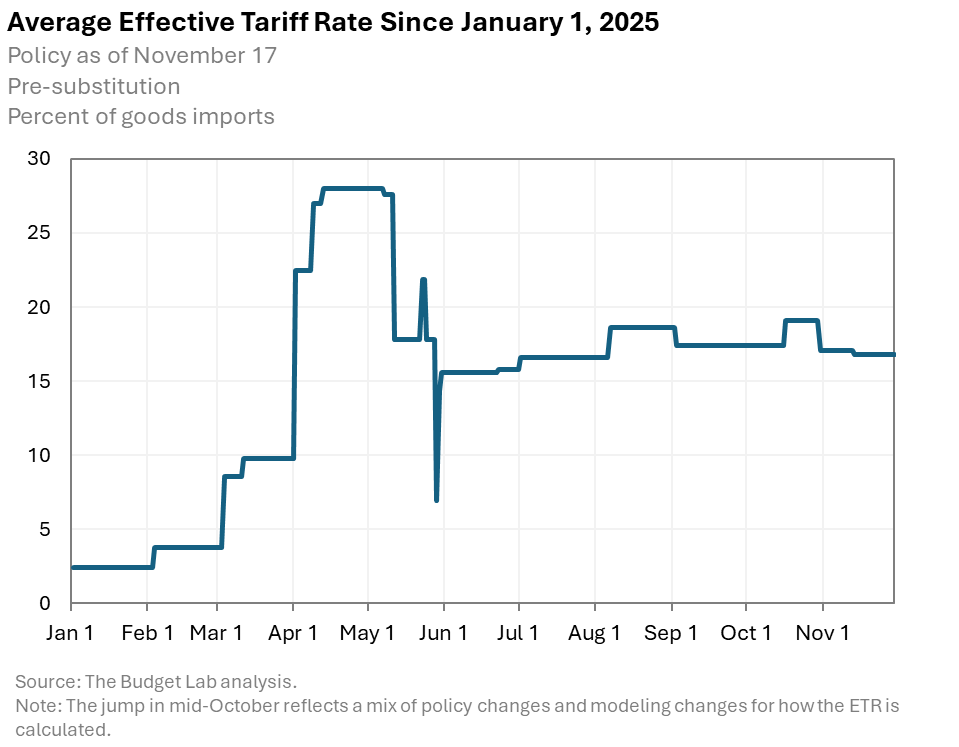 Average Effective Tariff Rate Since January 1, 2025
Policy as of November 17
Pre-substitution
Percent of goods imports
30
25
20
15
10
5
0
Jan 1 Feb 1 Mar 1 Apr 1 May 1 Jun 1 Jul 1 Aug 1 Sep 1 Oct 1 Nov 1
Source: The Budget Lab analysis.
Note: The jump in mid-October reflects a mix of policy changes and modeling changes for how the ETR is
calculated.